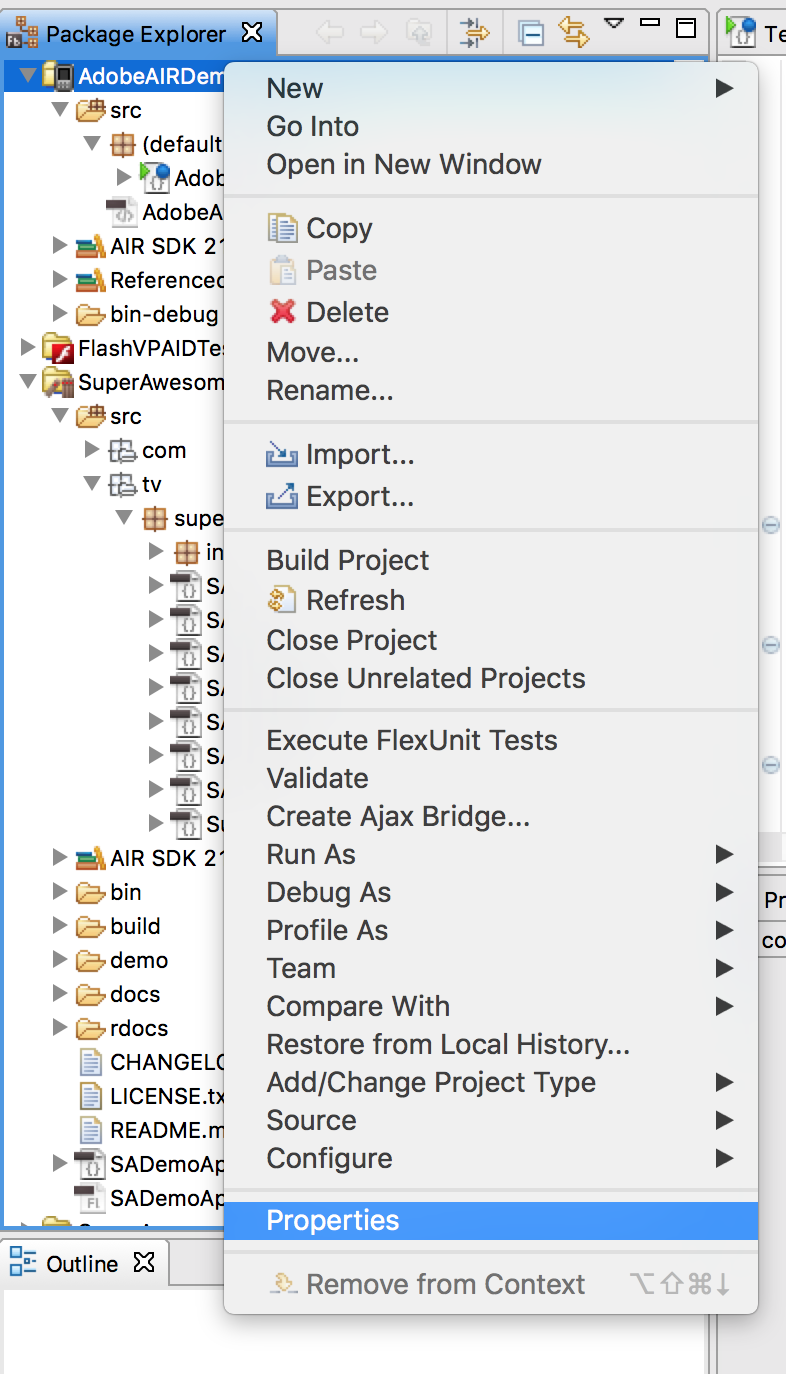 Package Explorer
Te
AdobeAIRDem
src
(default
Adob
AdobeA
AIR SDK 21
Referenced
bin-debug
FlashVPAIDTes
SuperAwesom
src
com
tv
supe
in
SA
SA
SA
SA
SA
SA
SA
Su
AIR SDK 21
bin
build
demo
docs
rdocs
CHANGELO
LICENSE.tx
README.m
SADemoAp
SADemoAp
Outline
New
Go Into
Open in New Window
Copy
Paste
Delete
Move...
Rename...
Import...
Export...
Build Project
Refresh
Close Project
Close Unrelated Projects
Execute FlexUnit Tests
Validate
Create Ajax Bridge...
Run As
Debug As
Profile As
Team
Compare With
Restore from Local History...
Add/Change Project Type
Source
Configure
Properties
Remove from Context ⌥⇧⌘↓
Pr
co